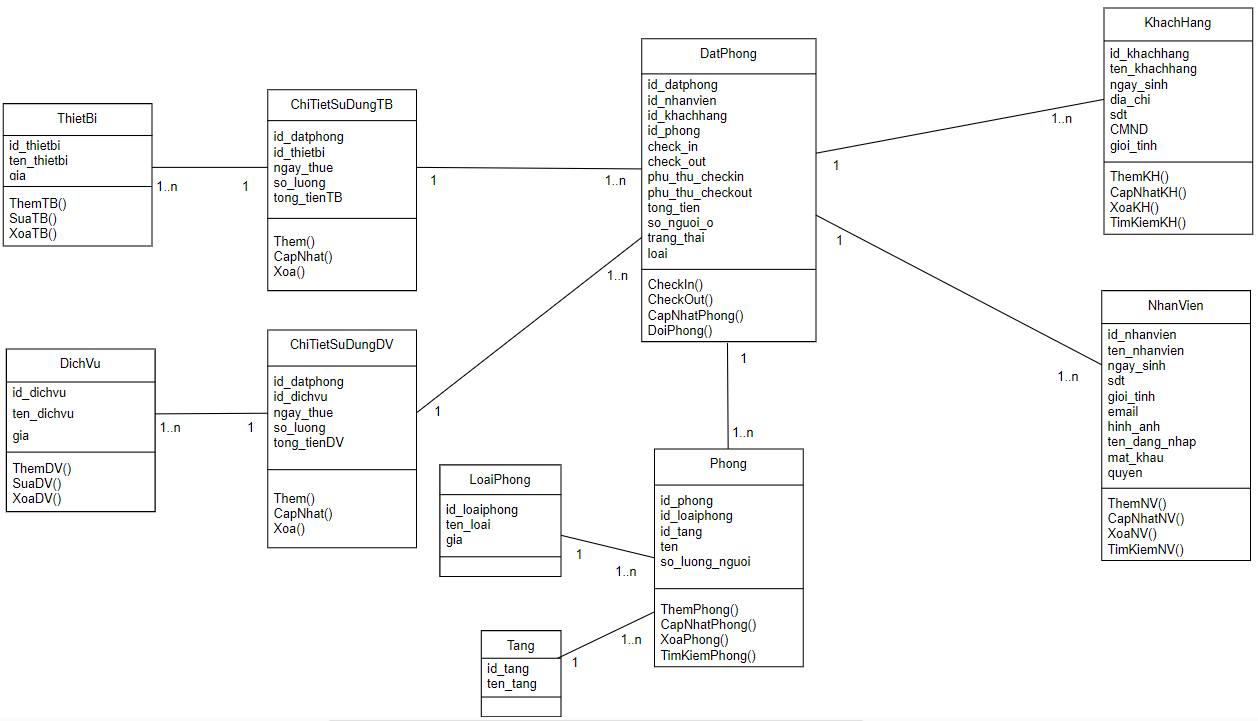 ThietBi
id_thietbi
ten_thietbi
gia
ThemTB()
SuaTB()
XoaTB()
1..n
1
ChiTietSuDungTB
id_datphong
id_thietbi
ngay_thue
so_luong
tong_tienTB
Them()
CapNhat()
Xoa()
1
1..n
DatPhong
id_datphong
id_nhanvien
id_khachhang
id_phong
check_in
check_out
phu_thu_checkin
phu_thu_checkout
tong_tien
so_nguoi_o
trang_thai
loai
CheckIn()
CheckOut()
CapNhatPhong()
DoiPhong()
1
1..n
KhachHang
id_khachhang
ten_khachhang
ngay_sinh
dia_chi
sdt
CMND
gioi_tinh
ThemKH()
CapNhatKH()
XoaKH()
TimKiemKH()
1
1..n
NhanVien
id_nhanvien
ten_nhanvien
ngay_sinh
sdt
gioi_tinh
email
hinh_anh
ten_dang_nhap
mat_khau
quyen
ThemNV()
CapNhatNV()
XoaNV()
TimKiemNV()
DichVu
id_dichvu
ten_dichvu
gia
ThemDV()
SuaDV()
XoaDV()
1..n
1
ChiTietSuDungDV
id_datphong
id_dichvu
ngay_thue
so_luong
tong_tienDV
Them()
CapNhat()
Xoa()
1
1..n
1
1..n
Phong
id_phong
id_loaiphong
id_tang
ten
so_luong_nguoi
ThemPhong()
CapNhatPhong()
XoaPhong()
TimKiemPhong()
LoaiPhong
id_loaiphong
ten_loai
gia
1
1..n
Tang
id_tang
ten_tang
1
1..n